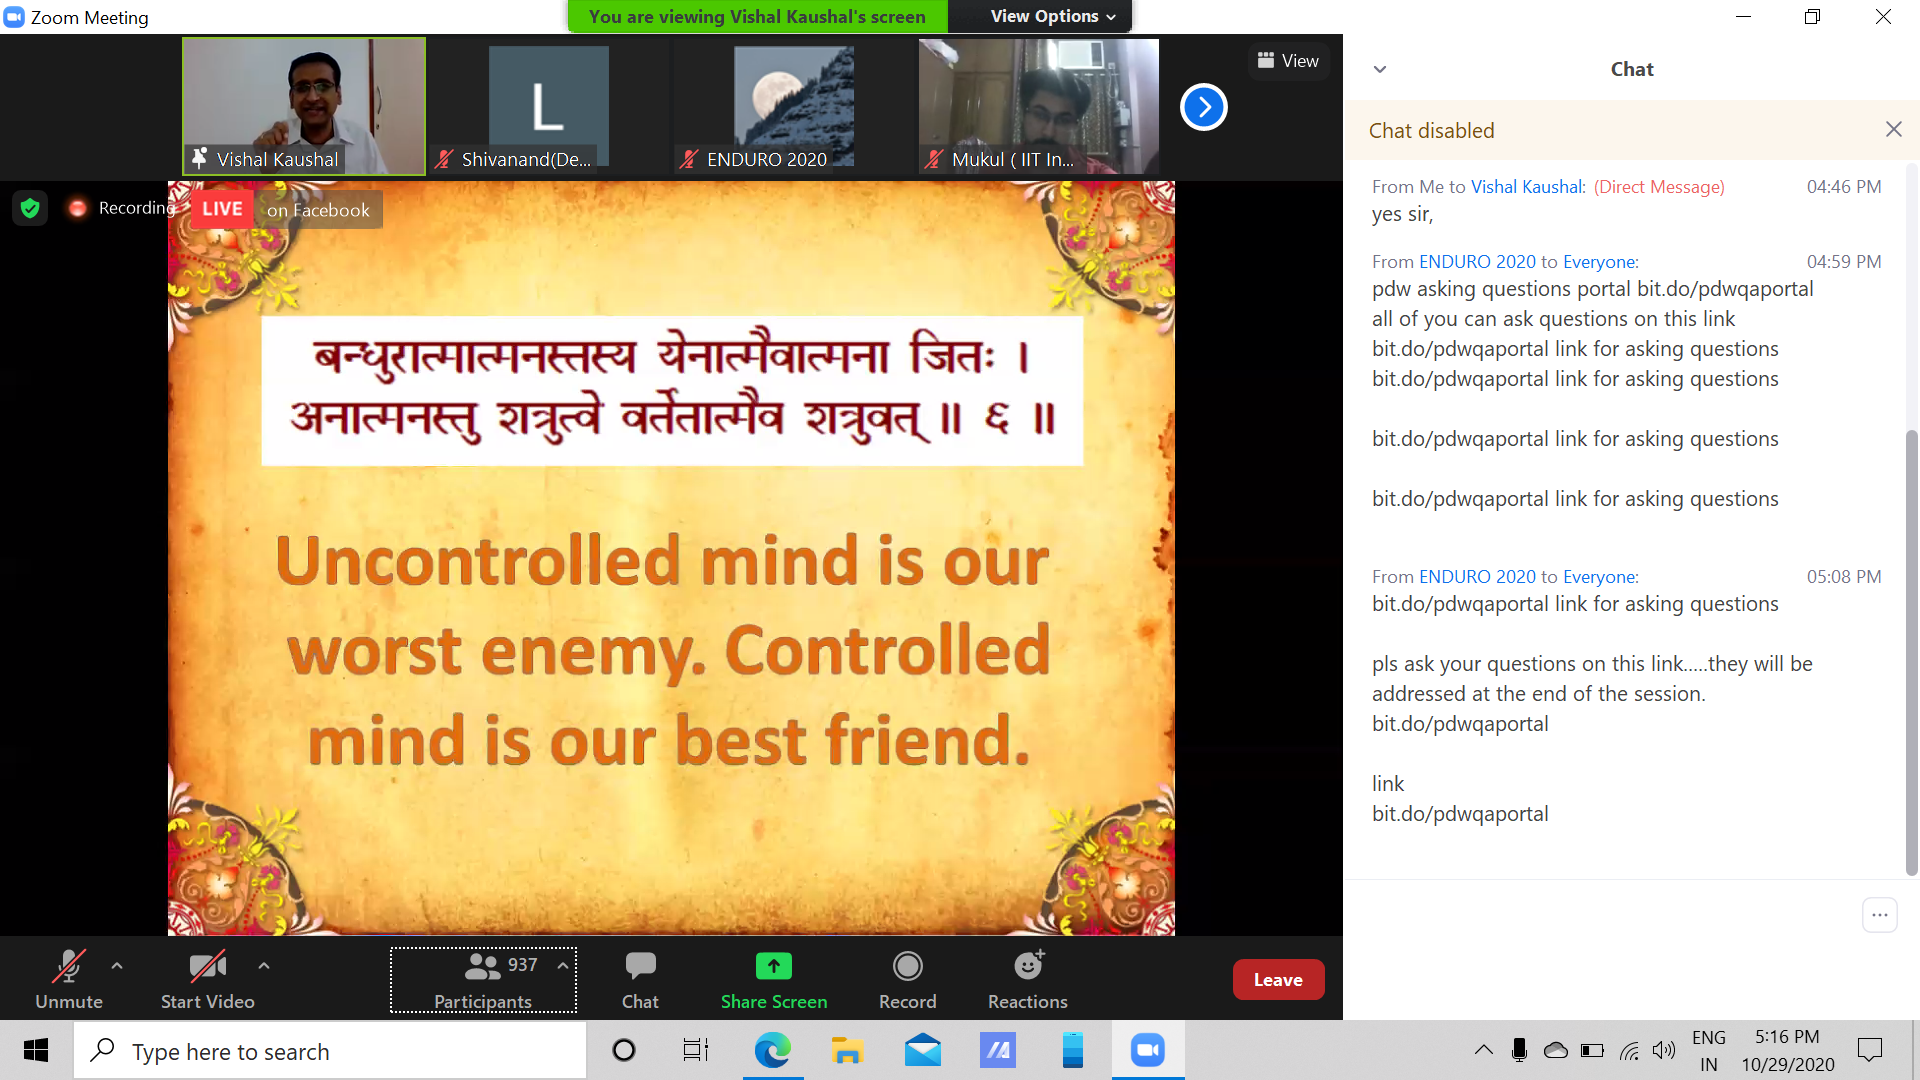 Zoom Meeting
You are viewing Vishal Kaushal's screen
View Options
L
Vishal Kaushal
Shivanand(De...
ENDURO 2020
Mukul ( IIT In...
View
Recording
LIVE on Facebook
बन्धुरात्मात्मनस्तस्य येनात्मैवात्मना जितः ।
अनात्मनस्तु शत्रुत्वे वर्तेतात्मैव शत्रुवत् ॥ ६ ॥
Uncontrolled mind is our
worst enemy. Controlled
mind is our best friend.
Chat
Chat disabled
From Me to Vishal Kaushal: (Direct Message) 04:46 PM
yes sir,
From ENDURO 2020 to Everyone: 04:59 PM
pdw asking questions portal bit.do/pdwqaportal
all of you can ask questions on this link
bit.do/pdwqaportal link for asking questions
bit.do/pdwqaportal link for asking questions
bit.do/pdwqaportal link for asking questions
bit.do/pdwqaportal link for asking questions
From ENDURO 2020 to Everyone: 05:08 PM
bit.do/pdwqaportal link for asking questions
pls ask your questions on this link.....they will be
addressed at the end of the session.
bit.do/pdwqaportal
link
bit.do/pdwqaportal
Unmute
Start Video
937
Participants
Chat
Share Screen
Record
Reactions
Leave
Type here to search
ENG
IN
5:16 PM
10/29/2020